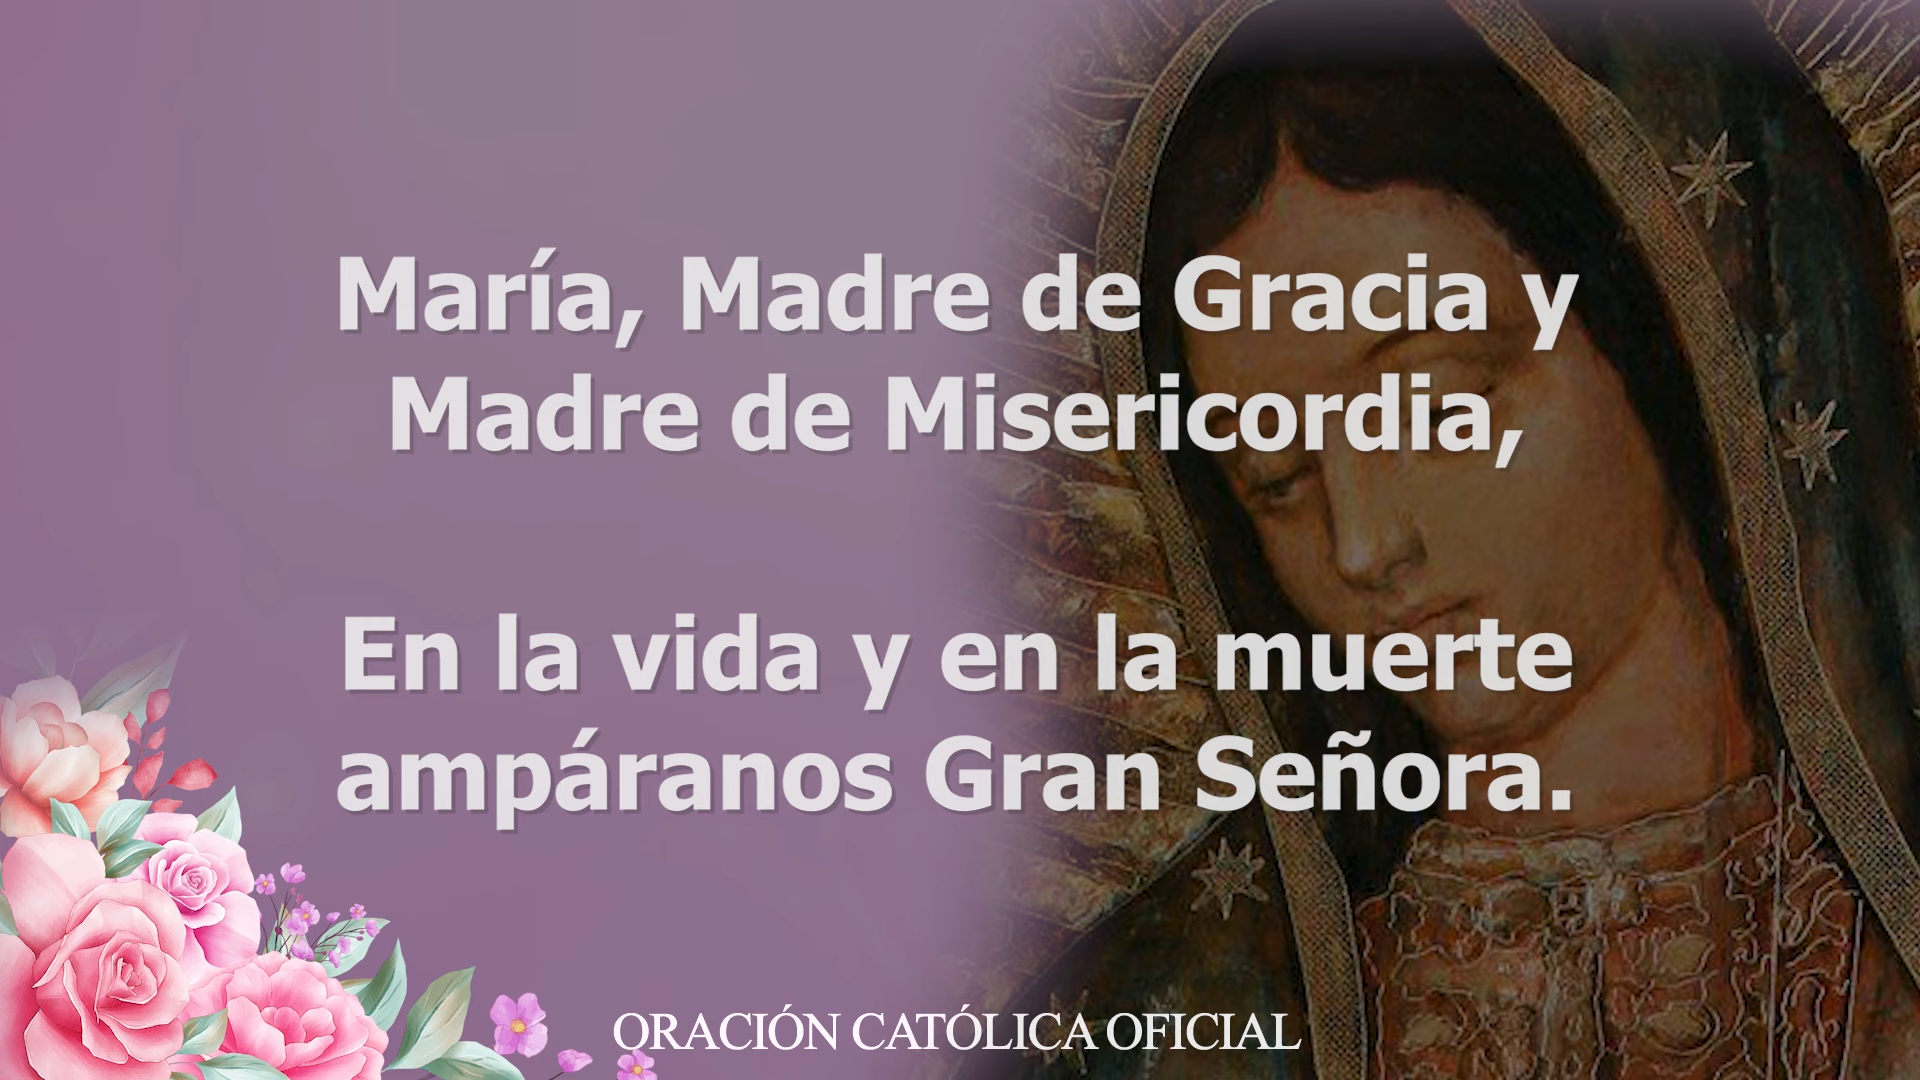 María, Madre de Gracia y
Madre de Misericordia,
En la vida y en la muerte
ampáranos Gran Señora.
ORACIÓN CATÓLICA OFICIAL